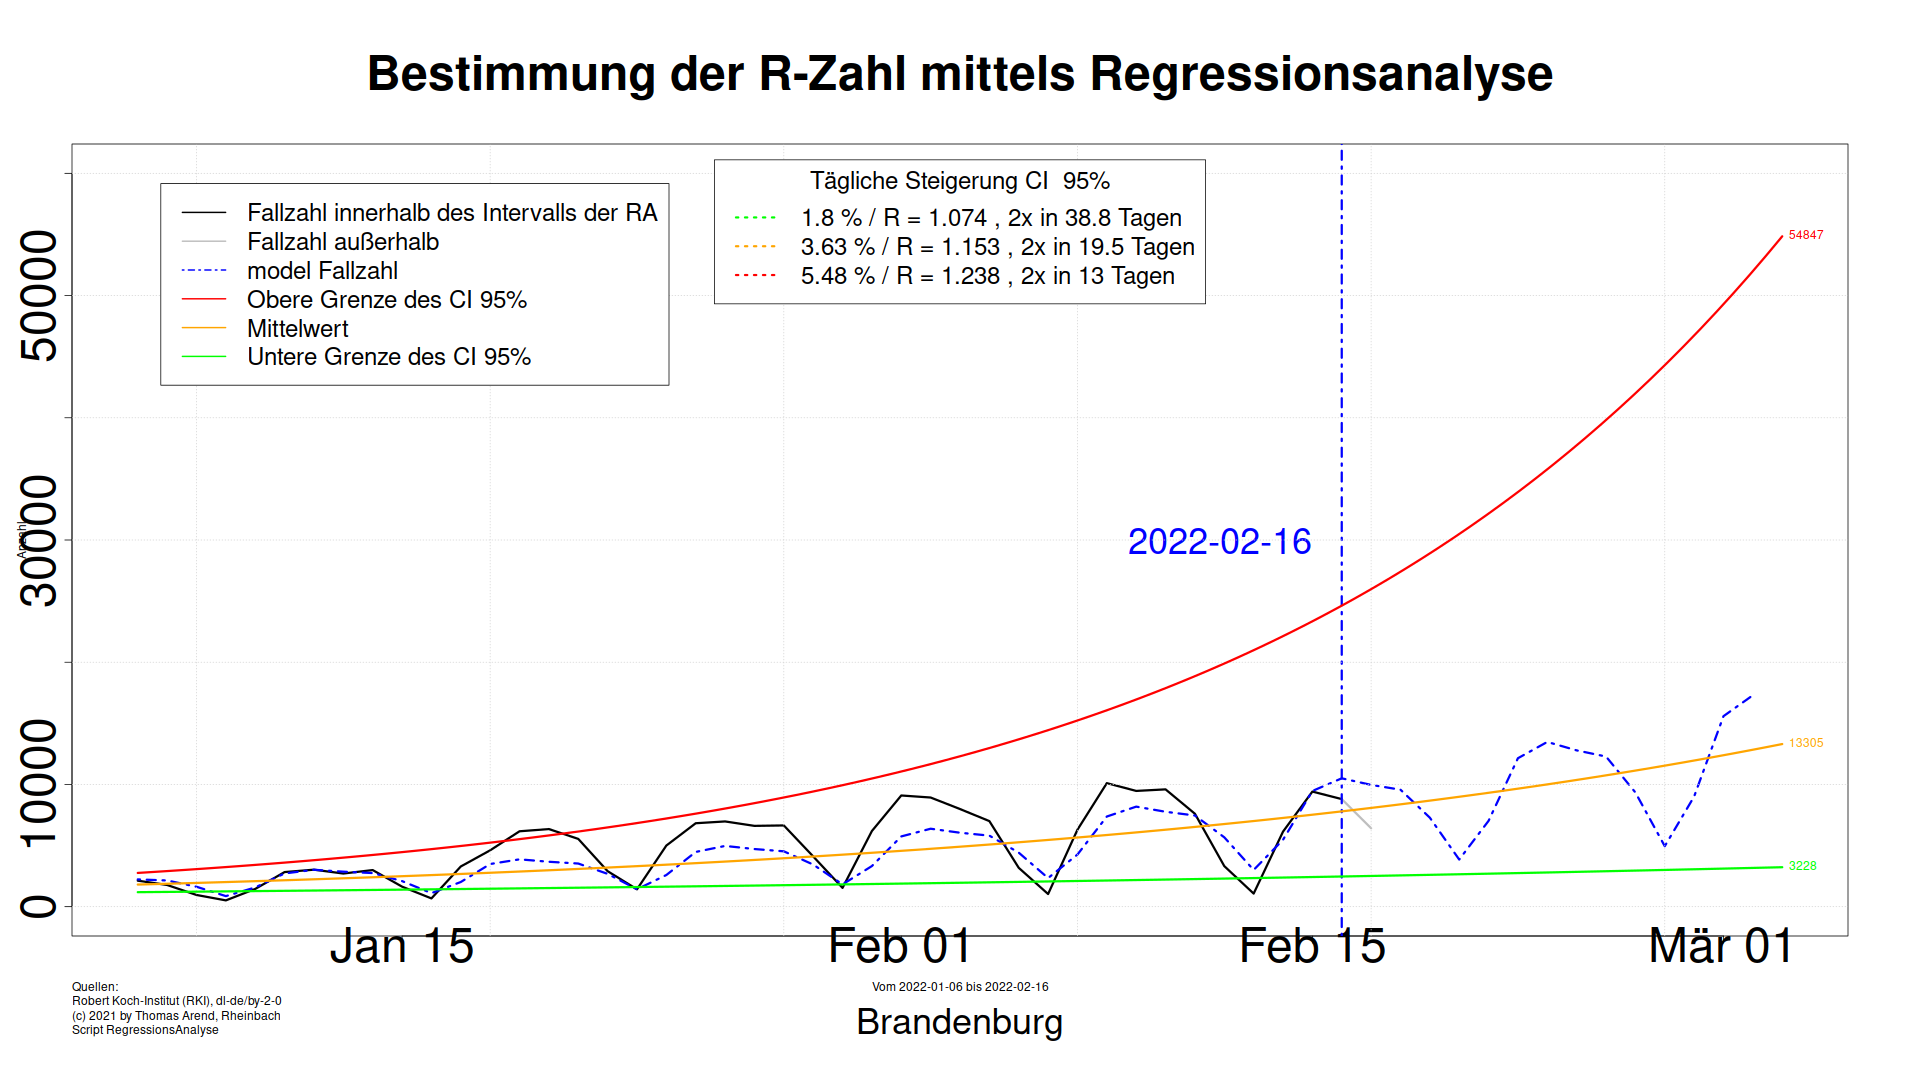 Bestimmung der R-Zahl mittels Regressionsanalyse
Fallzahl innerhalb des Intervalls der RA
Fallzahl außerhalb
model Fallzahl
Obere Grenze des CI 95%
Mittelwert
Untere Grenze des CI 95%
Tägliche Steigerung CI  95%
1.8 % / R = 1.074 , 2x in 38.8 Tagen
3.63 % / R = 1.153 , 2x in 19.5 Tagen
5.48 % / R = 1.238 , 2x in 13 Tagen
54847
13305
3228
2022-02-16
50000
30000
10000
0
Anzahl
Jan 15
Feb 01
Feb 15
Mär 01
Quellen:
Robert Koch-Institut (RKI), dl-de/by-2-0
(c) 2021 by Thomas Arend, Rheinbach
Script RegressionsAnalyse
Vom 2022-01-06 bis 2022-02-16
Brandenburg